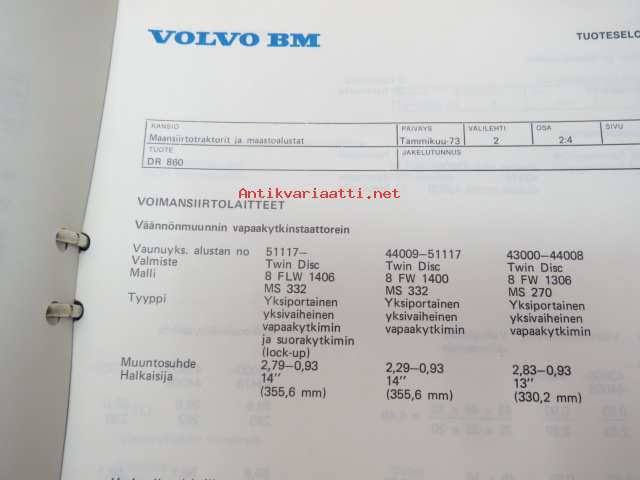 VOLVO BM
TUOTESELO
KANSIO
Maansiirtotraktorit ja maastoalustat
PÄIVÄYS
Tammikuu-73
VÄLILEHTI
2
OSA
2:4
SIVU
TUOTE
DR 860
JAKELUTUNNUS
Antikvariaatti.net
VOIMANSIIRTOLAITTEET
Väännönmuunnin vapaakytkinstaattorein
Vaunuyks. alustan no 51117– 44009–51117 43000–44008
Valmiste Twin Disc Twin Disc Twin Disc
Malli 8 FLW 1406 8 FW 1400 8 FW 1306
MS 332 MS 332 MS 270
Tyyppi Yksiportainen Yksiportainen Yksiportainen
yksivaiheinen yksivaiheinen yksivaiheinen
vapaakytkimin vapaakytkimin vapaakytkimin
ja suorakytkimin
(lock-up)
Muuntosuhde 2,79–0,93 2,29–0,93 2,83–0,93
Halkaisija 14" 14" 13"
(355,6 mm) (355,6 mm) (330,2 mm)